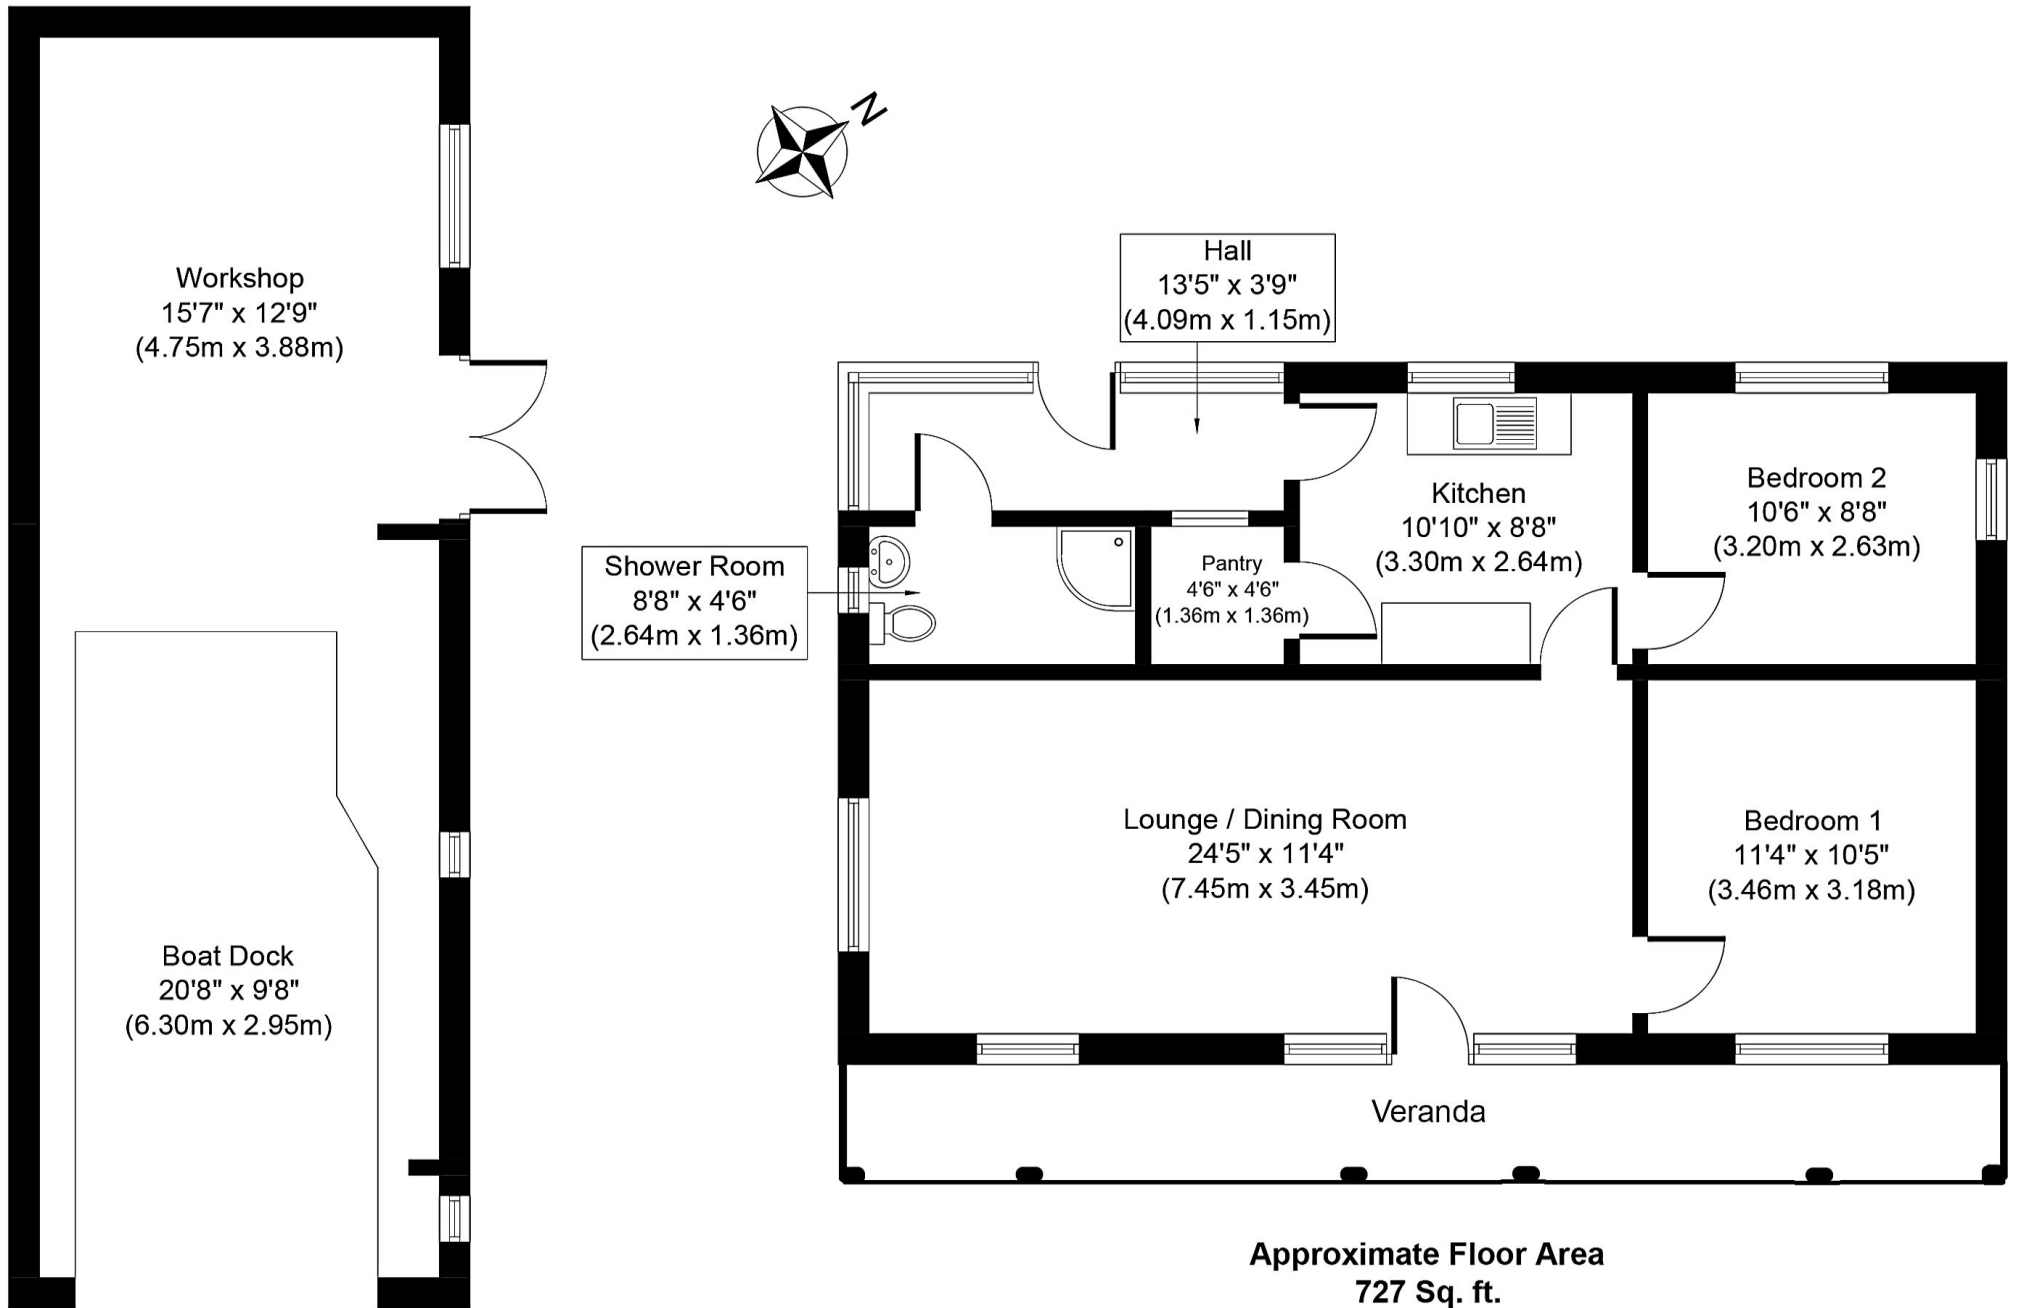 N
Hall
13'5" x 3'9"
(4.09m x 1.15m)
Workshop
15'7" x 12'9"
(4.75m x 3.88m)
Kitchen
10'10" x 8'8"
(3.30m x 2.64m)
Bedroom 2
10'6" x 8'8"
(3.20m x 2.63m)
Shower Room
8'8" x 4'6"
(2.64m x 1.36m)
Pantry
4'6" x 4'6"
(1.36m x 1.36m)
Lounge / Dining Room
24'5" x 11'4"
(7.45m x 3.45m)
Bedroom 1
11'4" x 10'5"
(3.46m x 3.18m)
Boat Dock
20'8" x 9'8"
(6.30m x 2.95m)
Veranda
Approximate Floor Area
727 Sq. ft.